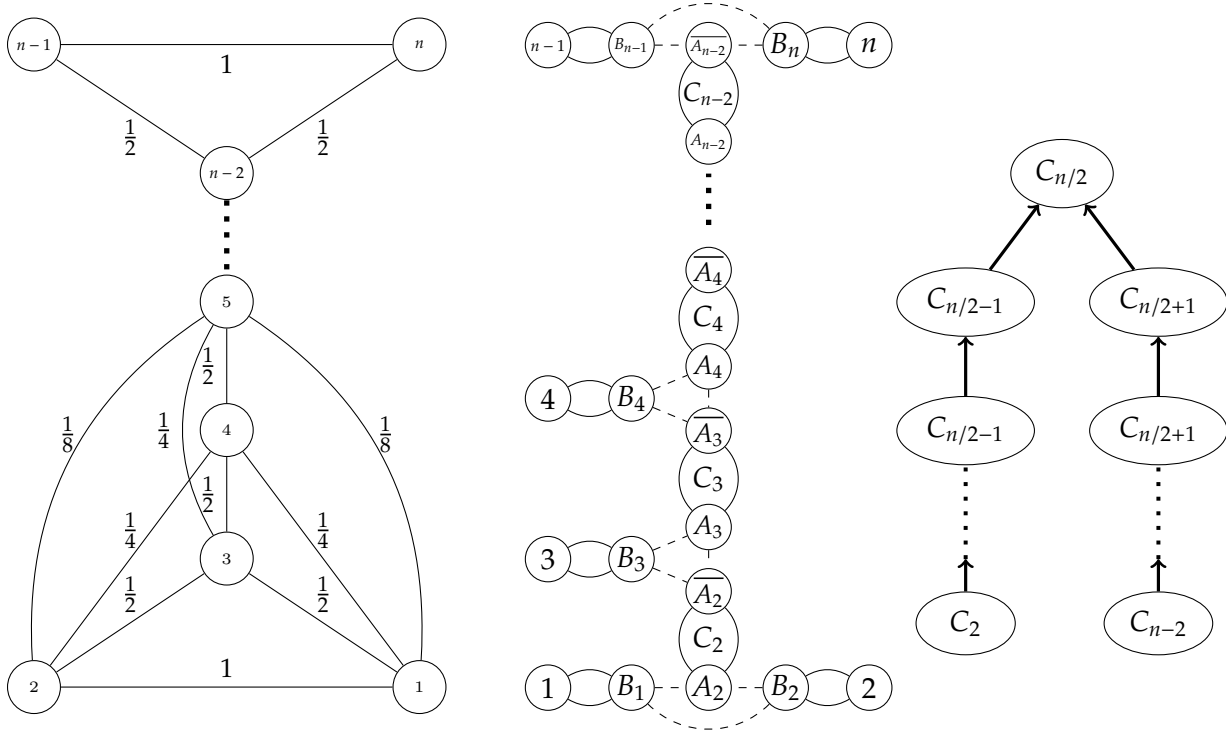 n − 1 1 n
1/2 1/2
n − 2
5
1/8 1/4 1/2 1/8
4
1/4 1/2 1/4
3
1/2 1/2
2 1 1
n − 1 B_{n−1} \overline{A_{n−2}} B_n n
C_{n−2}
A_{n−2}
\overline{A_4}
C_4
A_4
4 B_4
\overline{A_3}
C_3
A_3
3 B_3
\overline{A_2}
C_2
1 B_1 A_2 B_2 2
C_{n/2}
C_{n/2−1} C_{n/2+1}
C_{n/2−1} C_{n/2+1}
C_2 C_{n−2}